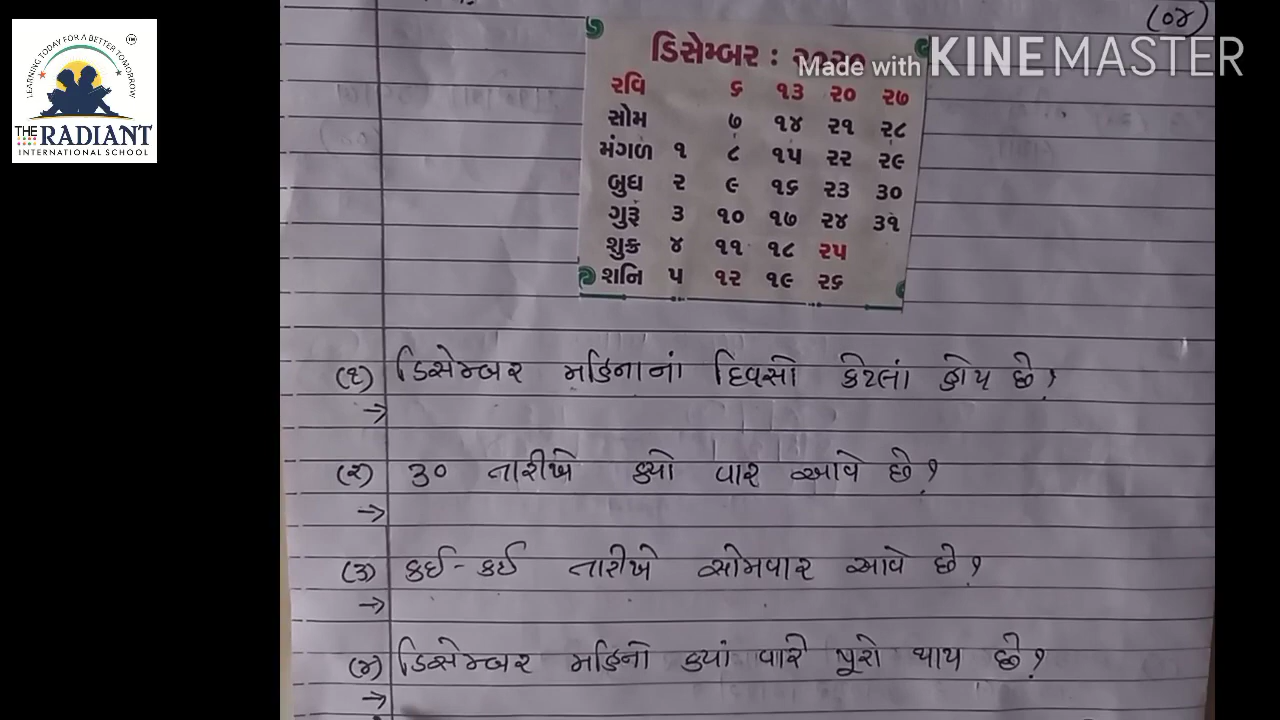 LEARNING TODAY FOR A BETTER TOMORROW
THE RADIANT
INTERNATIONAL SCHOOL
(૦૪)
Made with KINEMASTER
ડિસેમ્બર : ૨૦૨૦
રવિ ૬ ૧૩ ૨૦ ૨૭
સોમ ૭ ૧૪ ૨૧ ૨૮
મંગળ ૧ ૮ ૧૫ ૨૨ ૨૯
બુધ ૨ ૯ ૧૬ ૨૩ ૩૦
ગુરૂ ૩ ૧૦ ૧૭ ૨૪ ૩૧
શુક્ર ૪ ૧૧ ૧૮ ૨૫
શનિ ૫ ૧૨ ૧૯ ૨૬
(૧) ડિસેમ્બર મહિનાનાં દિવસો કેટલાં હોય છે?
→
(૨) ૩૦ તારીખે ક્યો વાર આવે છે?
→
(૩) કઈ-કઈ તારીખે સોમવાર આવે છે?
→
(૪) ડિસેમ્બર મહિનો ક્યાં વારે પૂરો થાય છે?
→